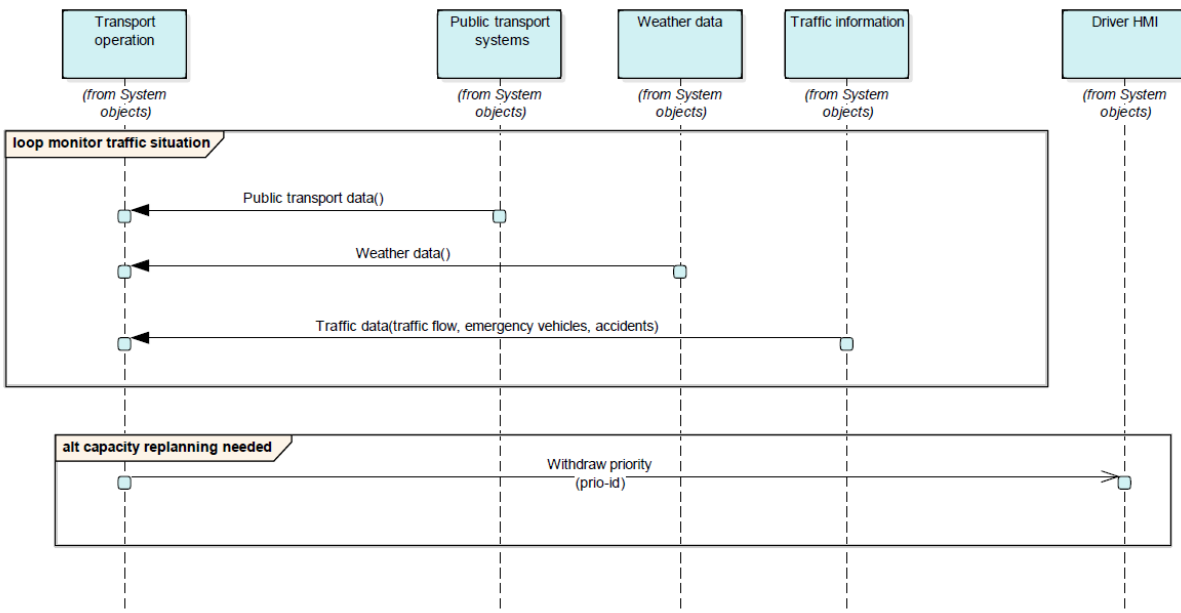 Transport
operation
Public transport
systems
Weather data
Traffic information
Driver HMI
(from System
objects)
(from System
objects)
(from System
objects)
(from System
objects)
(from System
objects)
loop monitor traffic situation
Public transport data()
Weather data()
Traffic data(traffic flow, emergency vehicles, accidents)
alt capacity replanning needed
Withdraw priority
(prio-id)